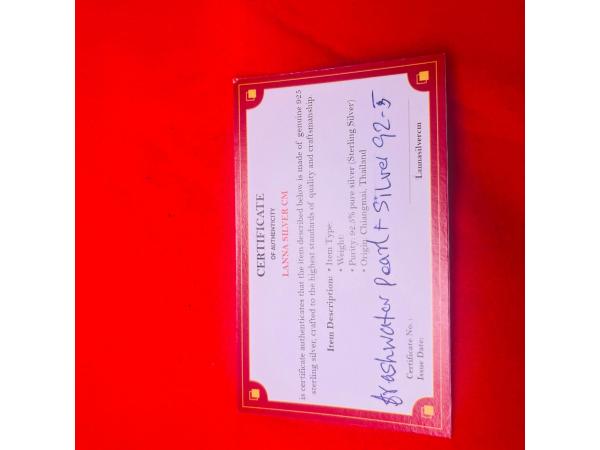 CERTIFICATE
OF AUTHENTICITY
LANNA SILVER CM
is certificate authenticates that the item described below is made of genuine 925
sterling silver, crafted to the highest standards of quality and craftsmanship.
Item Description: • Item Type:
• Weight:
• Purity: 92.5% pure silver (Sterling Silver)
• Origin: Chiangmai, Thailand
frashwater pearl + Silver 92-5
Certificate No. :
Issue Date:
Lannasilvercm